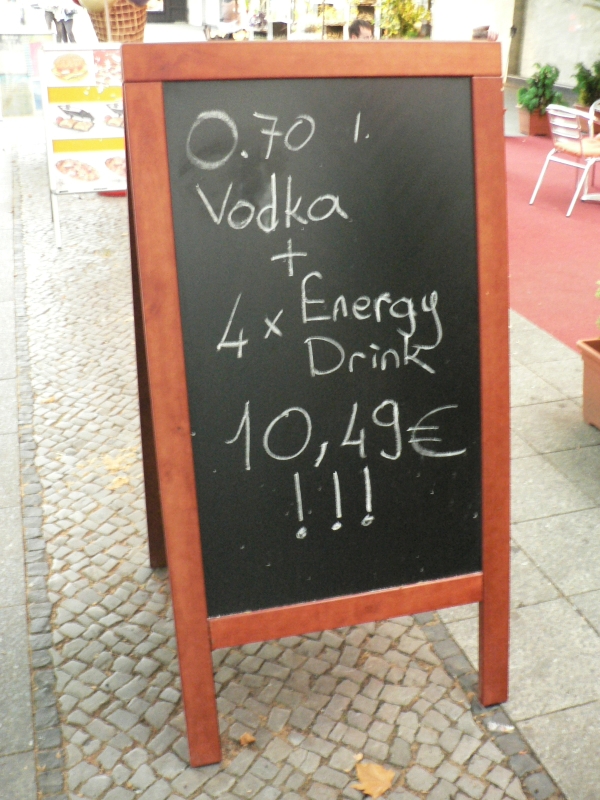 0.70 l.
Vodka
+
4 x Energy
Drink
10,49€
!!!